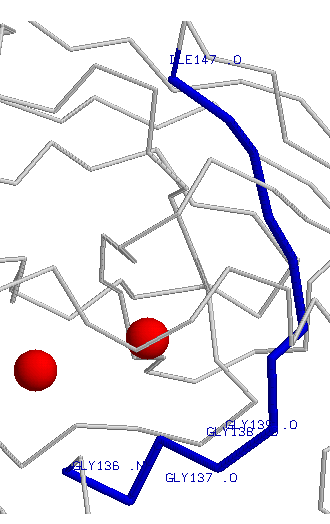 ILE147 .O
GLY139 .O
GLY138 .O
GLY136 .N
GLY137 .O